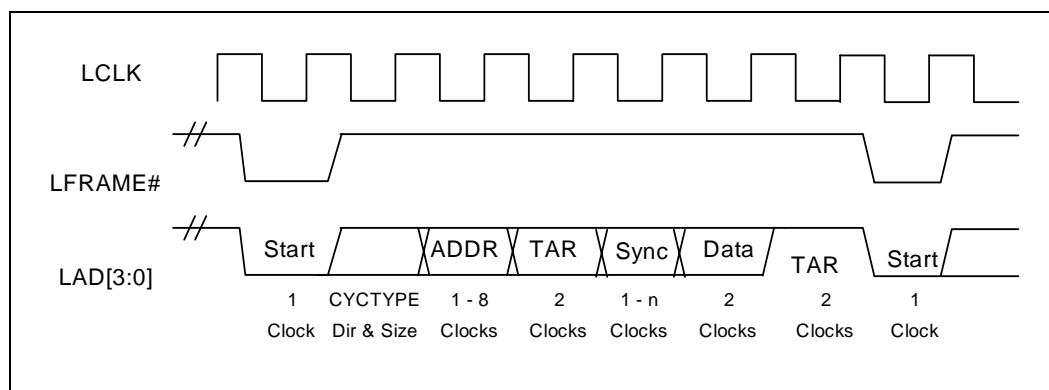 LCLK
LFRAME#
LAD[3:0]
Start ADDR TAR Sync Data TAR Start
1 CYCTYPE 1 - 8 2 1 - n 2 2 1
Clock Dir & Size Clocks Clocks Clocks Clocks Clocks Clock